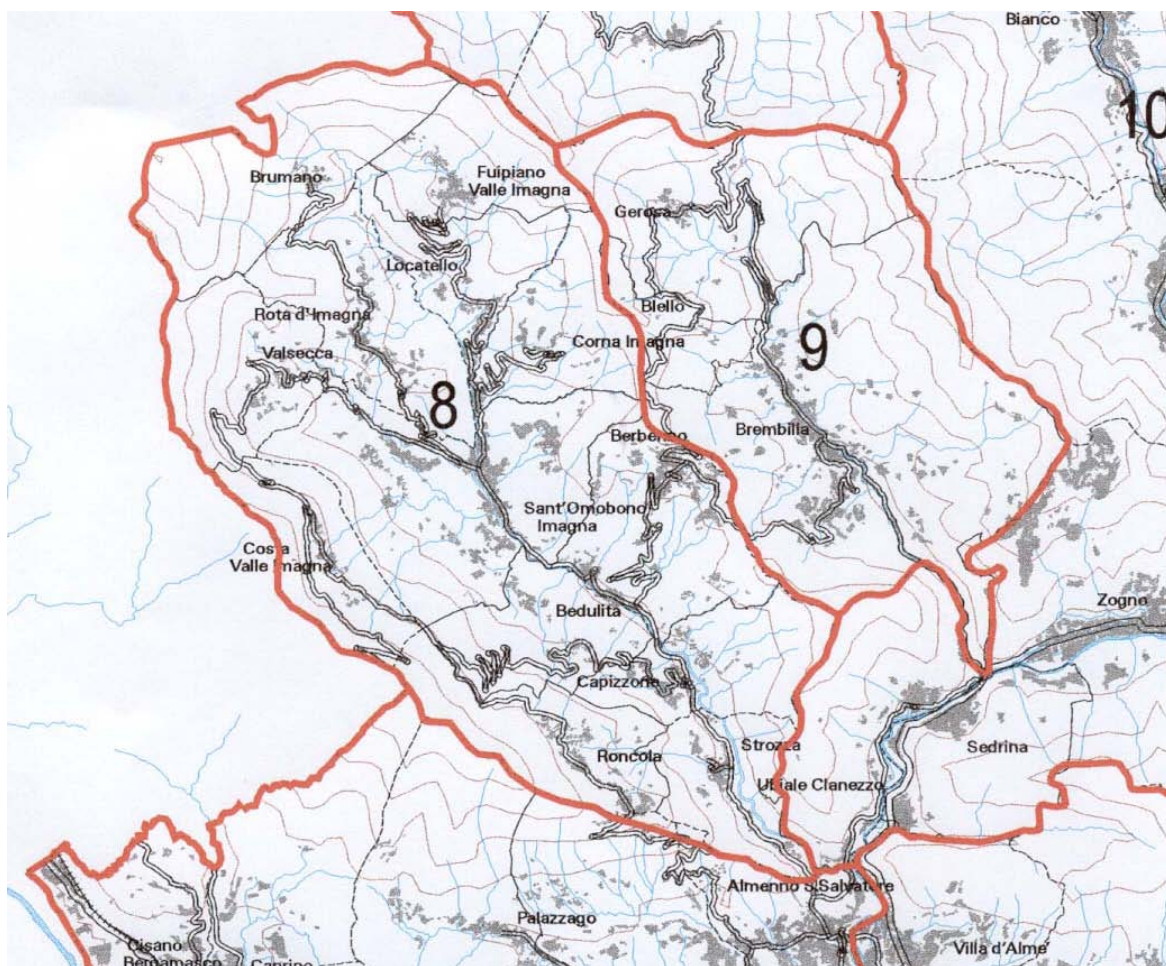 Bianco
10
Brumano
Fuipiano
Valle Imagna
Gerosa
Locatello
Rota d'Imagna
Blello
Valsecca
Corna Imagna
9
8
Berbenno
Brembilla
Sant'Omobono
Imagna
Costa
Valle Imagna
Bedulita
Zogno
Capizzone
Roncola
Strozza
Sedrina
Ubiale Clanezzo
Almenno S.Salvatore
Palazzago
Cisano
Bergamasco
Caprino
Villa d'Alme'